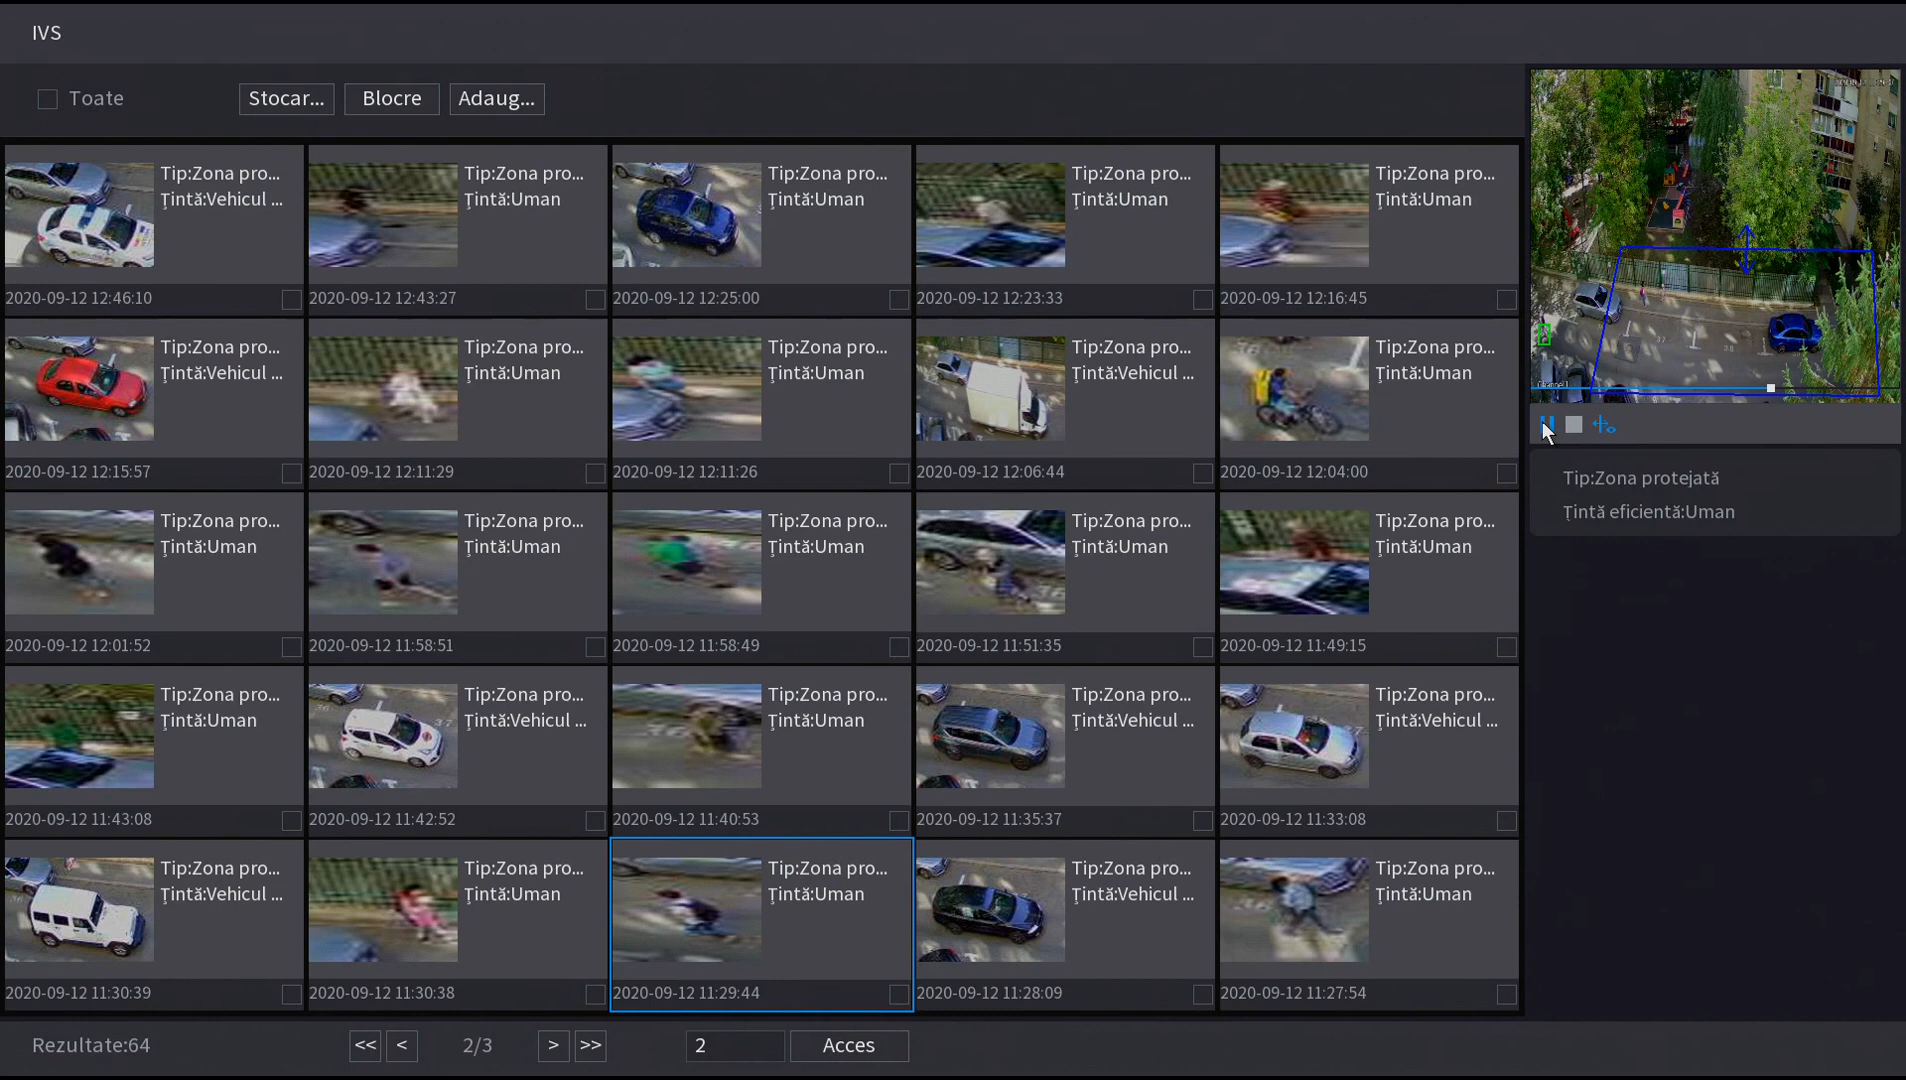 IVS
Toate
Stocar...
Blocre
Adaug...
Tip:Zona pro...
Țintă:Vehicul ...
2020-09-12 12:46:10
Tip:Zona pro...
Țintă:Uman
2020-09-12 12:43:27
Tip:Zona pro...
Țintă:Uman
2020-09-12 12:25:00
Tip:Zona pro...
Țintă:Uman
2020-09-12 12:23:33
Tip:Zona pro...
Țintă:Uman
2020-09-12 12:16:45
Tip:Zona pro...
Țintă:Vehicul ...
2020-09-12 12:15:57
Tip:Zona pro...
Țintă:Uman
2020-09-12 12:11:29
Tip:Zona pro...
Țintă:Uman
2020-09-12 12:11:26
Tip:Zona pro...
Țintă:Vehicul ...
2020-09-12 12:06:44
Tip:Zona pro...
Țintă:Uman
2020-09-12 12:04:00
Tip:Zona pro...
Țintă:Uman
2020-09-12 12:01:52
Tip:Zona pro...
Țintă:Uman
2020-09-12 11:58:51
Tip:Zona pro...
Țintă:Uman
2020-09-12 11:58:49
Tip:Zona pro...
Țintă:Uman
2020-09-12 11:51:35
Tip:Zona pro...
Țintă:Uman
2020-09-12 11:49:15
Tip:Zona pro...
Țintă:Uman
2020-09-12 11:43:08
Tip:Zona pro...
Țintă:Vehicul ...
2020-09-12 11:42:52
Tip:Zona pro...
Țintă:Uman
2020-09-12 11:40:53
Tip:Zona pro...
Țintă:Vehicul ...
2020-09-12 11:35:37
Tip:Zona pro...
Țintă:Vehicul ...
2020-09-12 11:33:08
Tip:Zona pro...
Țintă:Vehicul ...
2020-09-12 11:30:39
Tip:Zona pro...
Țintă:Uman
2020-09-12 11:30:38
Tip:Zona pro...
Țintă:Uman
2020-09-12 11:29:44
Tip:Zona pro...
Țintă:Vehicul ...
2020-09-12 11:28:09
Tip:Zona pro...
Țintă:Uman
2020-09-12 11:27:54
Channel1
Tip:Zona protejată
Țintă eficientă:Uman
Rezultate:64
<<
<
2/3
>
>>
2
Acces